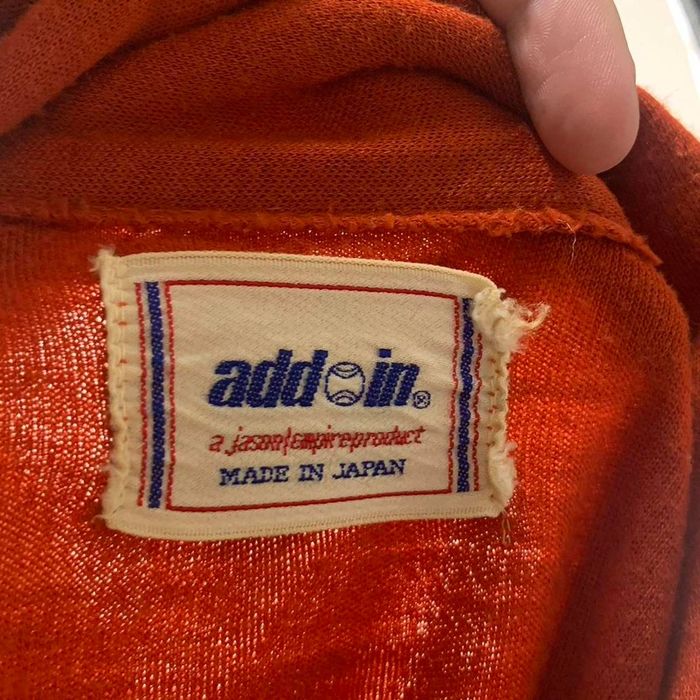 add in®
a jason/empire product
MADE IN JAPAN